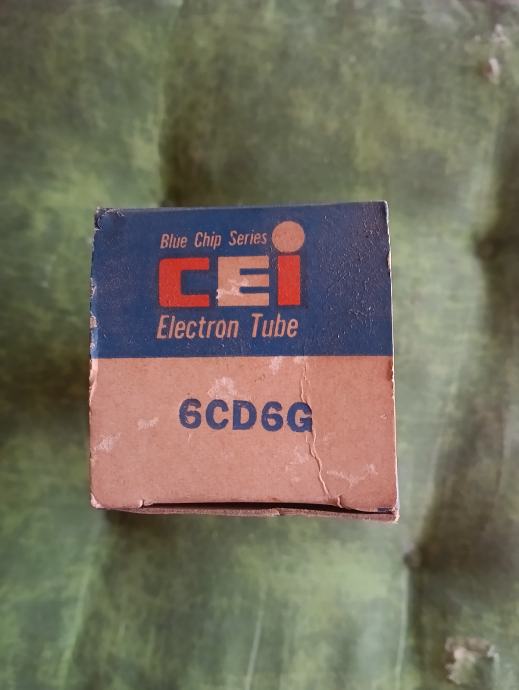 Blue Chip Series
CEi
Electron Tube
6CD6G